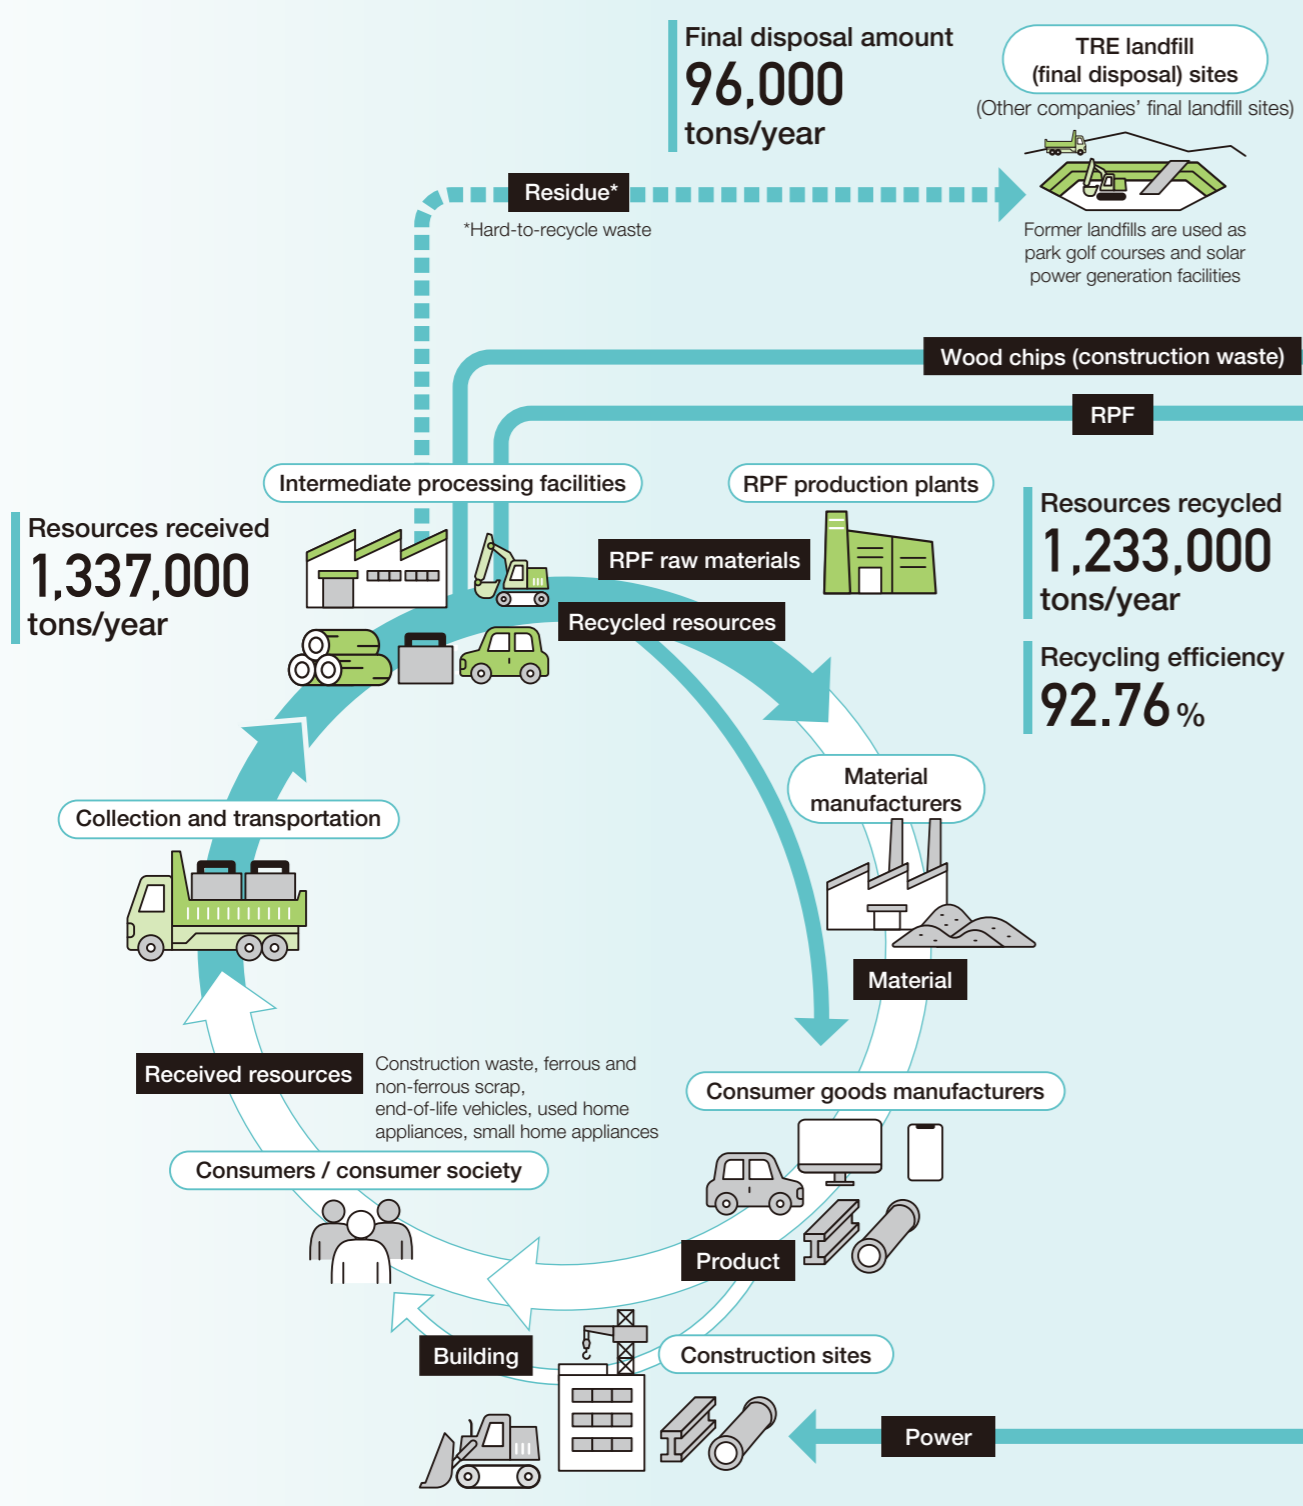 Final disposal amount
96,000
tons/year
TRE landfill
(final disposal) sites
(Other companies’ final landfill sites)
Residue*
*Hard-to-recycle waste
Former landfills are used as
park golf courses and solar
power generation facilities
Wood chips (construction waste)
RPF
Intermediate processing facilities
RPF production plants
Resources received
1,337,000
tons/year
RPF raw materials
Recycled resources
Resources recycled
1,233,000
tons/year
Recycling efficiency
92.76 %
Material
manufacturers
Collection and transportation
Material
Received resources
Construction waste, ferrous and
non-ferrous scrap,
end-of-life vehicles, used home
appliances, small home appliances
Consumer goods manufacturers
Consumers / consumer society
Product
Building
Construction sites
Power